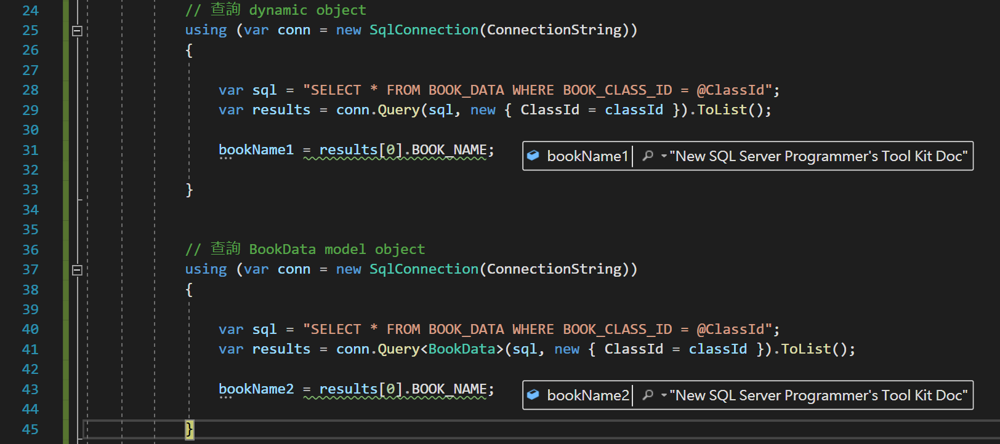 24 // 查詢 dynamic object
25 using (var conn = new SqlConnection(ConnectionString))
26 {
27
28 var sql = "SELECT * FROM BOOK_DATA WHERE BOOK_CLASS_ID = @ClassId";
29 var results = conn.Query(sql, new { ClassId = classId }).ToList();
30
31 bookName1 = results[0].BOOK_NAME; bookName1 "New SQL Server Programmer's Tool Kit Doc"
32
33 }
34
35
36 // 查詢 BookData model object
37 using (var conn = new SqlConnection(ConnectionString))
38 {
39
40 var sql = "SELECT * FROM BOOK_DATA WHERE BOOK_CLASS_ID = @ClassId";
41 var results = conn.Query<BookData>(sql, new { ClassId = classId }).ToList();
42
43 bookName2 = results[0].BOOK_NAME; bookName2 "New SQL Server Programmer's Tool Kit Doc"
44
45 }